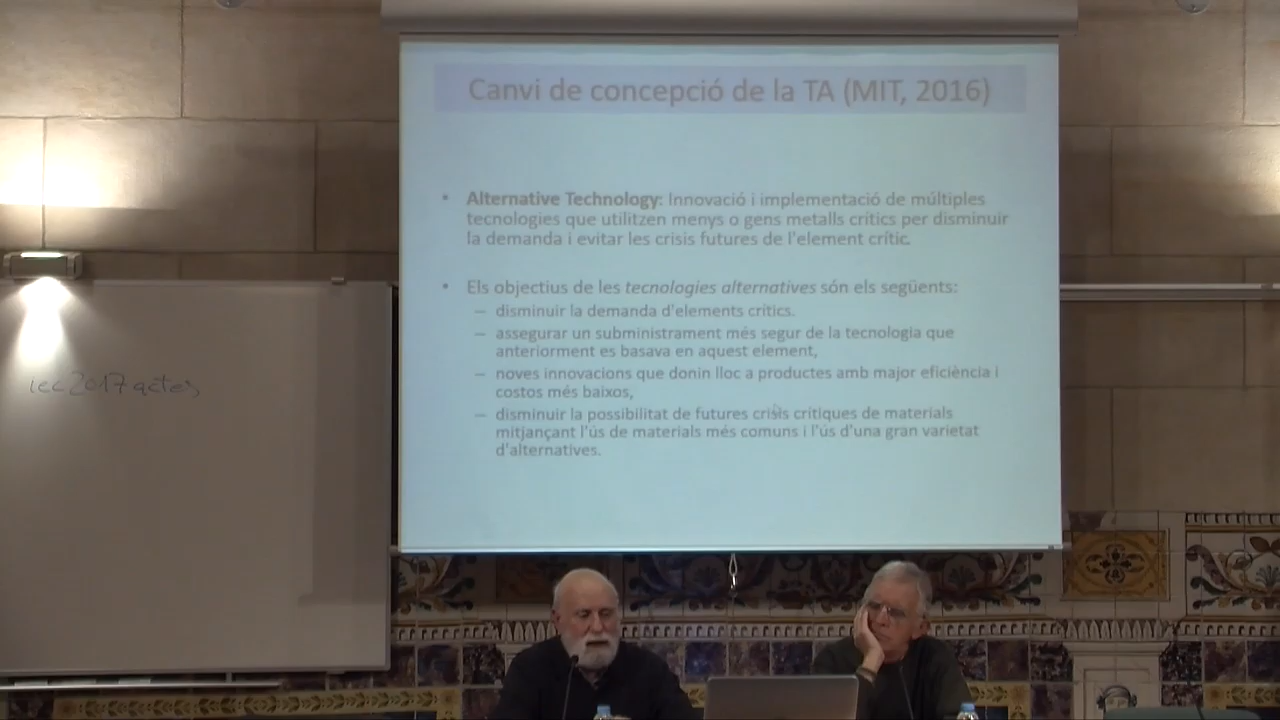 Canvi de concepció de la TA (MIT, 2016)
• Alternative Technology: Innovació i implementació de múltiples
tecnologies que utilitzen menys o gens metalls crítics per disminuir
la demanda i evitar les crisis futures de l'element crític.
• Els objectius de les tecnologies alternatives són els següents:
– disminuir la demanda d'elements crítics.
– assegurar un subministrament més segur de la tecnologia que
anteriorment es basava en aquest element,
– noves innovacions que donin lloc a productes amb major eficiència i
costos més baixos,
– disminuir la possibilitat de futures crisis crítiques de materials
mitjançant l'ús de materials més comuns i l'ús d'una gran varietat
d'alternatives.
iec2017actes